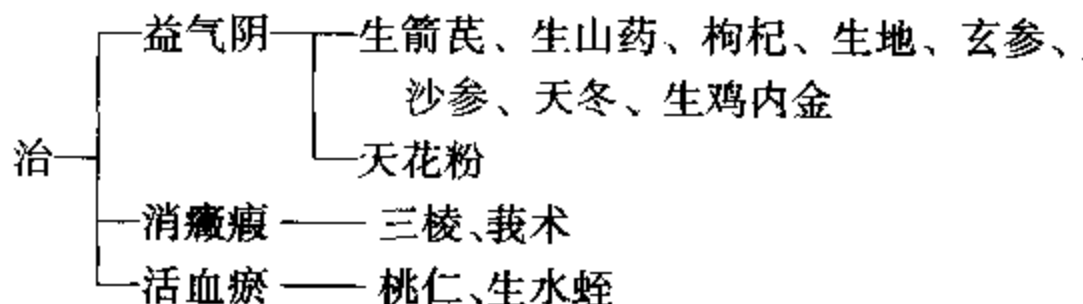 益气阴 生箭芪、生山药、枸杞、生地、玄参、
沙参、天冬、生鸡内金
治
天花粉
消癥瘕 三棱、莪术
活血瘀 桃仁、生水蛭